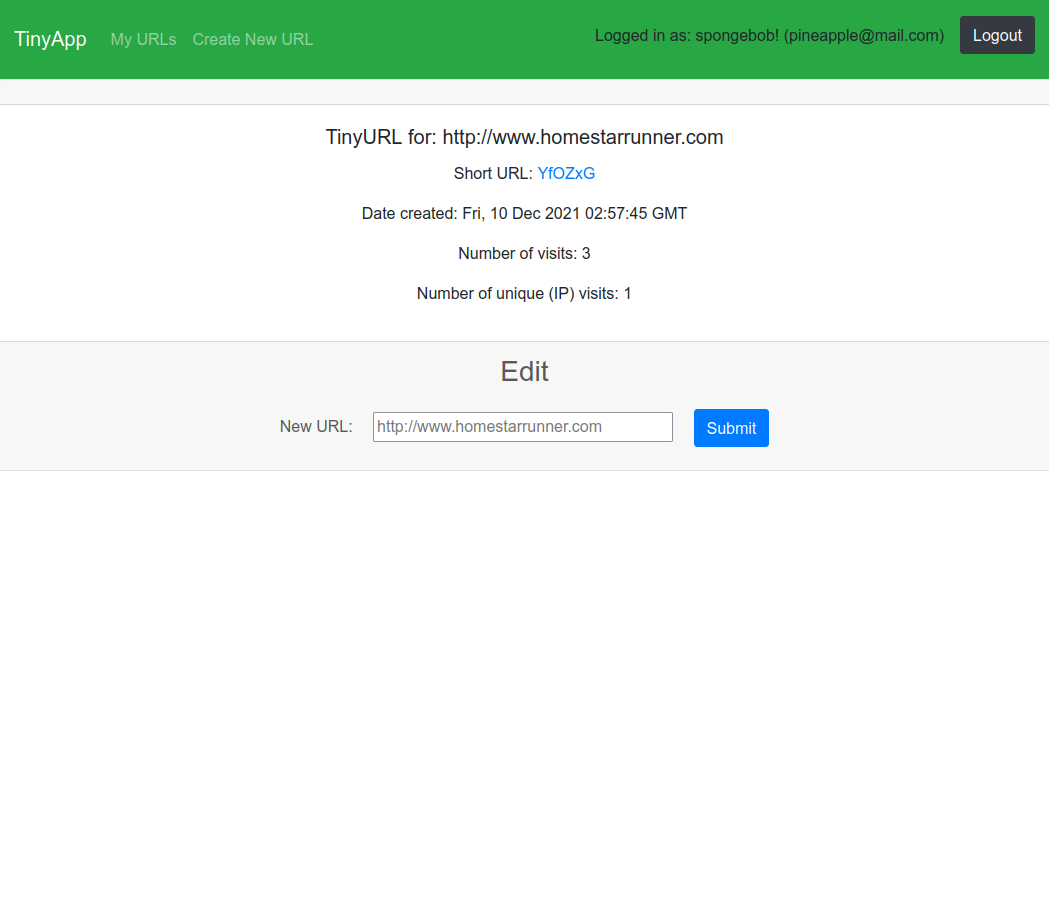 TinyApp My URLs Create New URL Logged in as: spongebob! (pineapple@mail.com) Logout
TinyURL for: http://www.homestarrunner.com
Short URL: YfOZxG
Date created: Fri, 10 Dec 2021 02:57:45 GMT
Number of visits: 3
Number of unique (IP) visits: 1
Edit
New URL: http://www.homestarrunner.com Submit